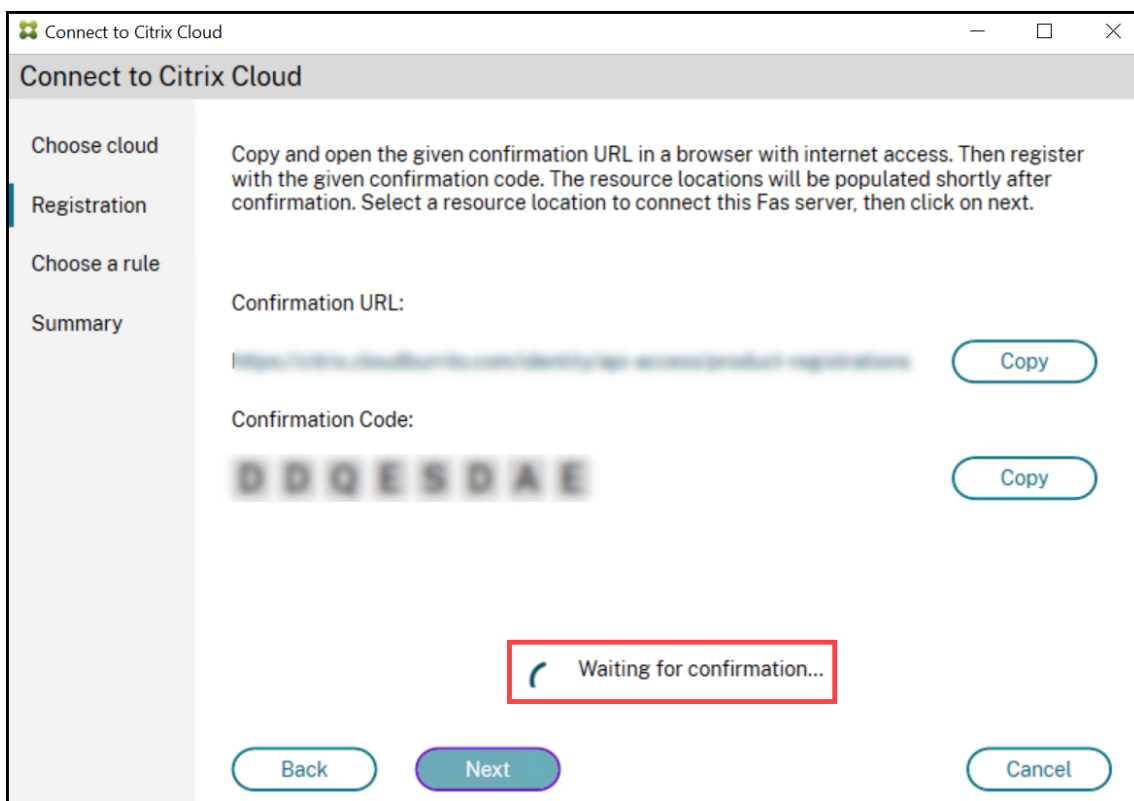 Connect to Citrix Cloud
Connect to Citrix Cloud
Choose cloud
Registration
Choose a rule
Summary
Copy and open the given confirmation URL in a browser with internet access. Then register
with the given confirmation code. The resource locations will be populated shortly after
confirmation. Select a resource location to connect this Fas server, then click on next.
Confirmation URL:
Copy
Confirmation Code:
Copy
Waiting for confirmation...
Back
Next
Cancel